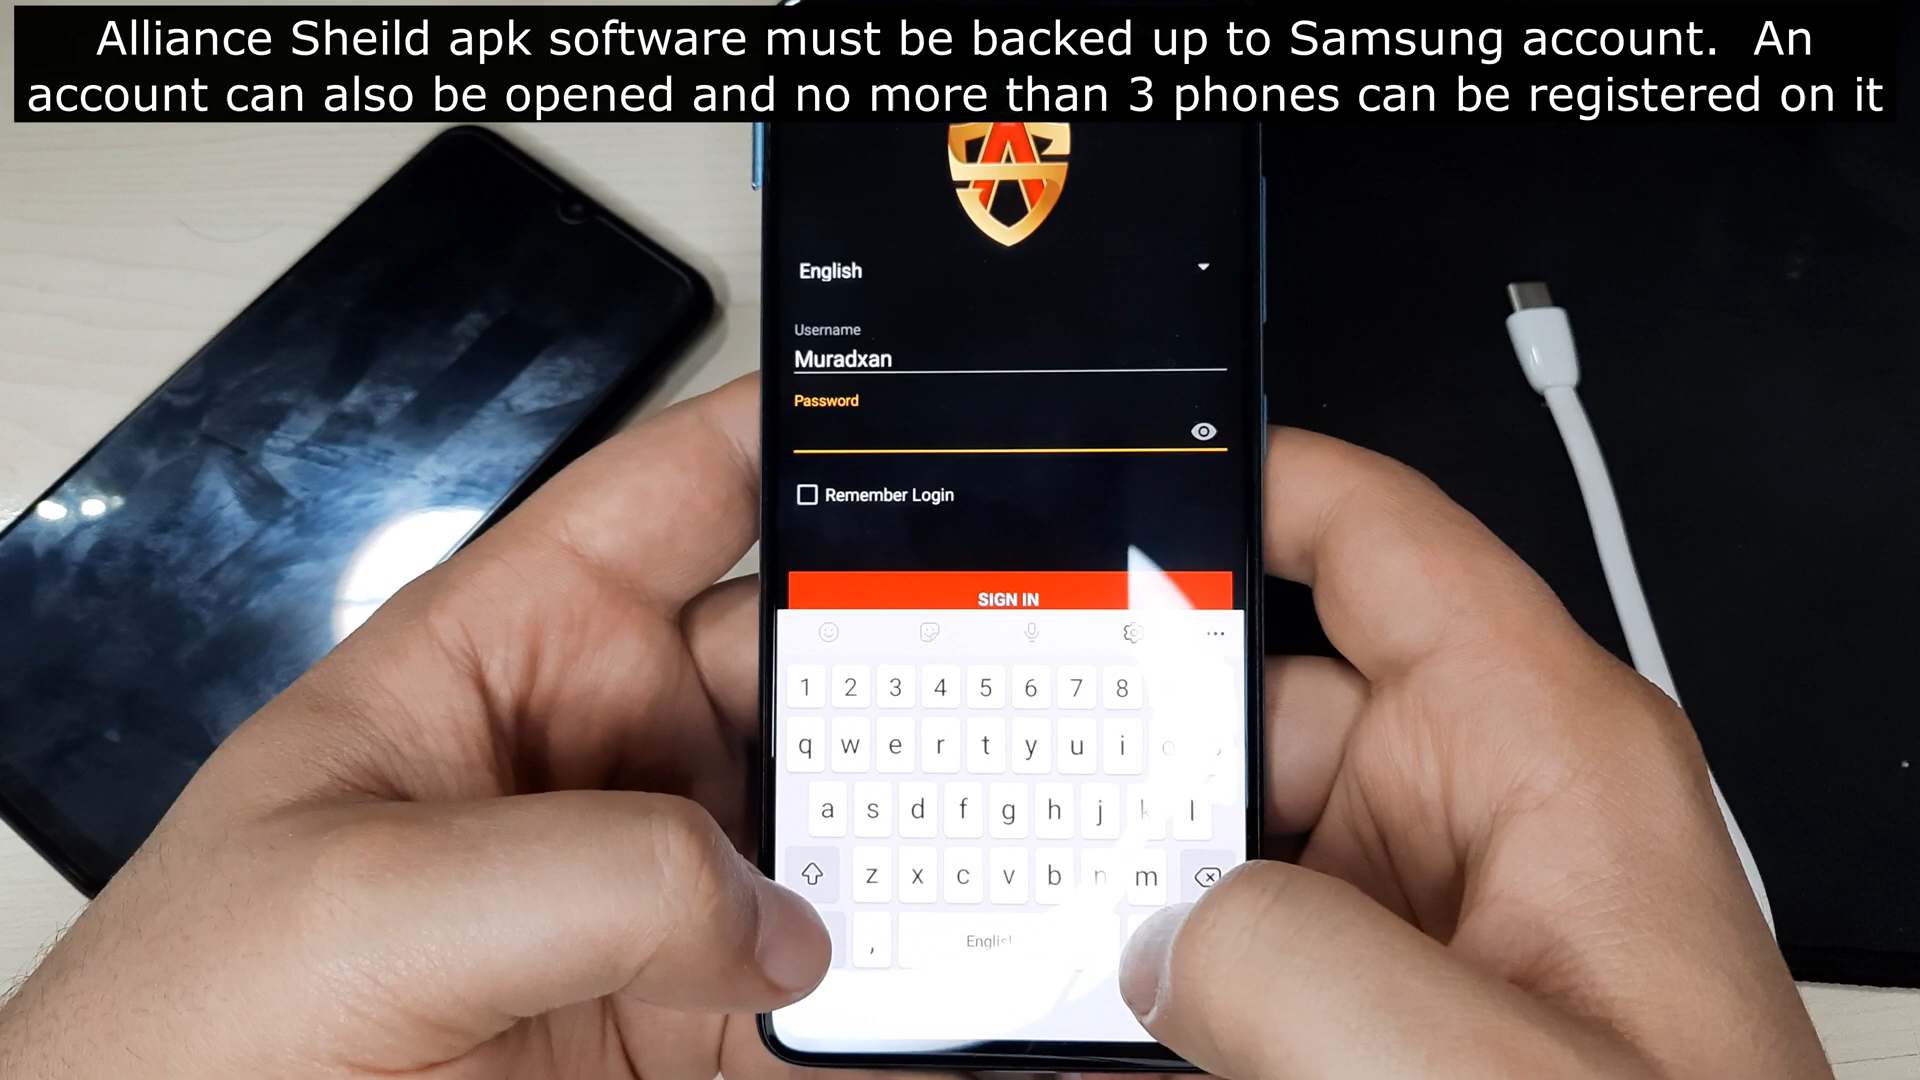 Alliance Sheild apk software must be backed up to Samsung account. An
account can also be opened and no more than 3 phones can be registered on it
English
Username
Muradxan
Password
Remember Login
SIGN IN
1 2 3 4 5 6 7 8
q w e r t y u i
a s d f g h j k l
z x c v b n m
,
English